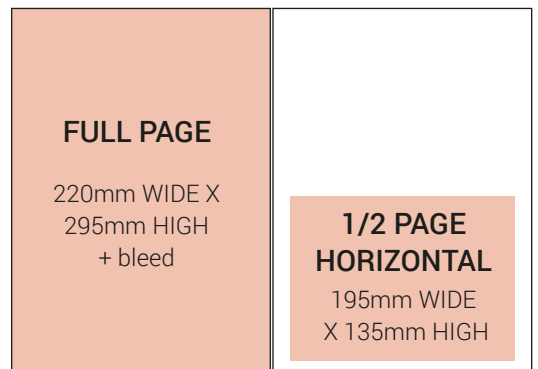 FULL PAGE
220mm WIDE X
295mm HIGH
+ bleed
1/2 PAGE
HORIZONTAL
195mm WIDE
X 135mm HIGH